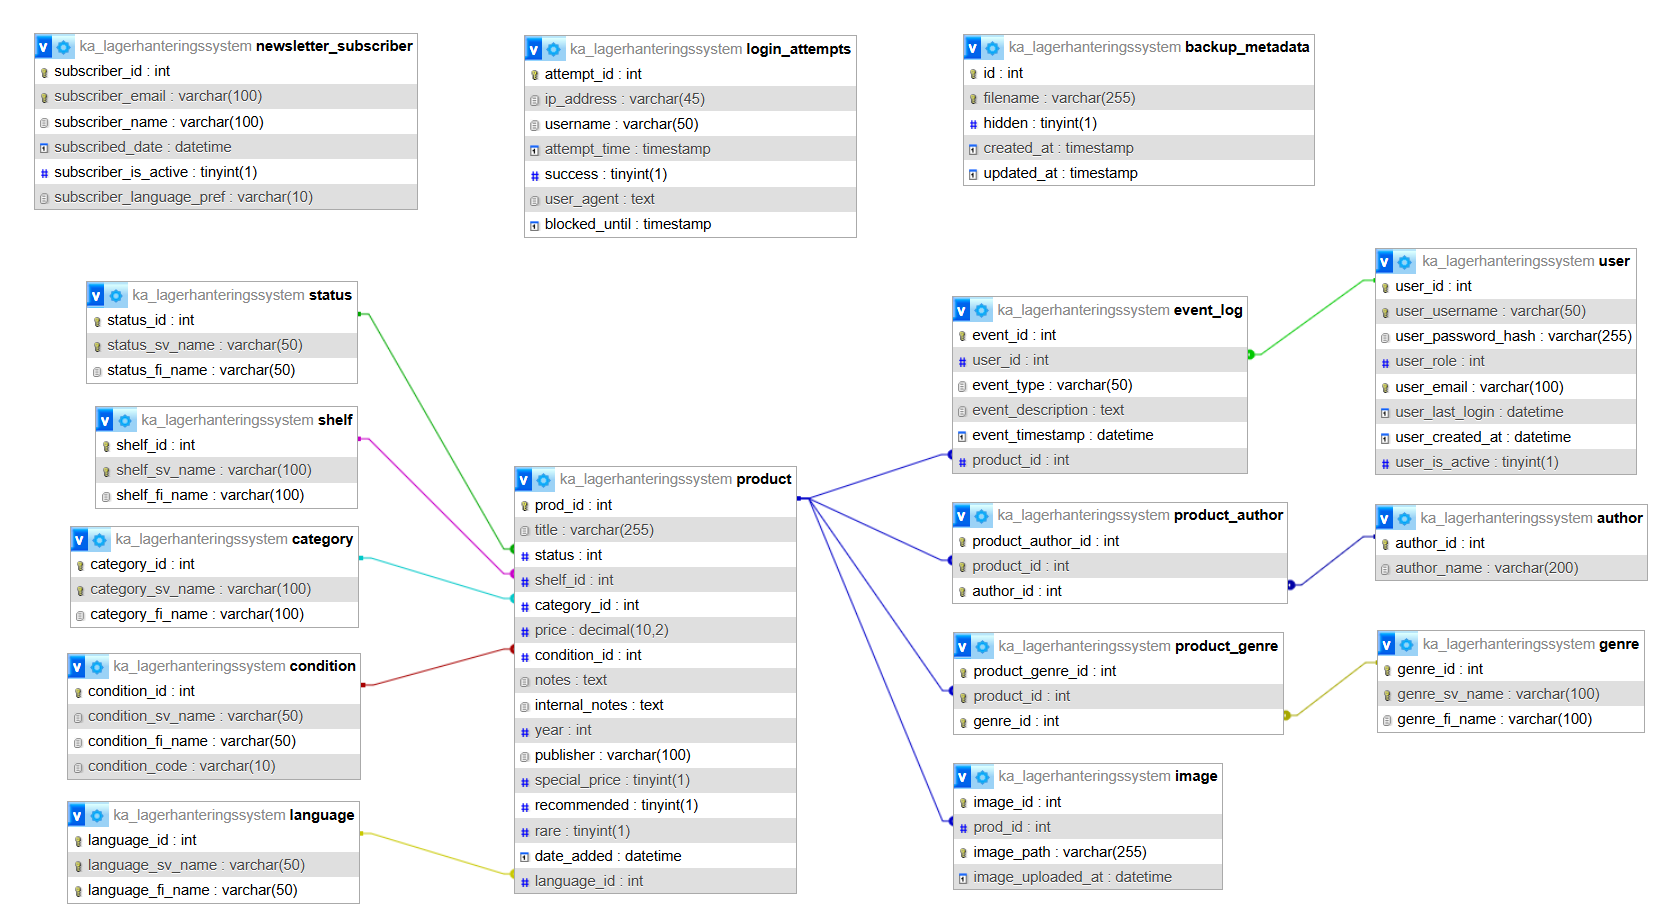 ka_lagerhanteringssystem newsletter_subscriber
subscriber_id : int
subscriber_email : varchar(100)
subscriber_name : varchar(100)
subscribed_date : datetime
subscriber_is_active : tinyint(1)
subscriber_language_pref : varchar(10)
ka_lagerhanteringssystem login_attempts
attempt_id : int
ip_address : varchar(45)
username : varchar(50)
attempt_time : timestamp
success : tinyint(1)
user_agent : text
blocked_until : timestamp
ka_lagerhanteringssystem backup_metadata
id : int
filename : varchar(255)
hidden : tinyint(1)
created_at : timestamp
updated_at : timestamp
ka_lagerhanteringssystem status
status_id : int
status_sv_name : varchar(50)
status_fi_name : varchar(50)
ka_lagerhanteringssystem shelf
shelf_id : int
shelf_sv_name : varchar(100)
shelf_fi_name : varchar(100)
ka_lagerhanteringssystem category
category_id : int
category_sv_name : varchar(100)
category_fi_name : varchar(100)
ka_lagerhanteringssystem condition
condition_id : int
condition_sv_name : varchar(50)
condition_fi_name : varchar(50)
condition_code : varchar(10)
ka_lagerhanteringssystem language
language_id : int
language_sv_name : varchar(50)
language_fi_name : varchar(50)
ka_lagerhanteringssystem product
prod_id : int
title : varchar(255)
status : int
shelf_id : int
category_id : int
price : decimal(10,2)
condition_id : int
notes : text
internal_notes : text
year : int
publisher : varchar(100)
special_price : tinyint(1)
recommended : tinyint(1)
rare : tinyint(1)
date_added : datetime
language_id : int
ka_lagerhanteringssystem event_log
event_id : int
user_id : int
event_type : varchar(50)
event_description : text
event_timestamp : datetime
product_id : int
ka_lagerhanteringssystem product_author
product_author_id : int
product_id : int
author_id : int
ka_lagerhanteringssystem product_genre
product_genre_id : int
product_id : int
genre_id : int
ka_lagerhanteringssystem image
image_id : int
prod_id : int
image_path : varchar(255)
image_uploaded_at : datetime
ka_lagerhanteringssystem user
user_id : int
user_username : varchar(50)
user_password_hash : varchar(255)
user_role : int
user_email : varchar(100)
user_last_login : datetime
user_created_at : datetime
user_is_active : tinyint(1)
ka_lagerhanteringssystem author
author_id : int
author_name : varchar(200)
ka_lagerhanteringssystem genre
genre_id : int
genre_sv_name : varchar(100)
genre_fi_name : varchar(100)